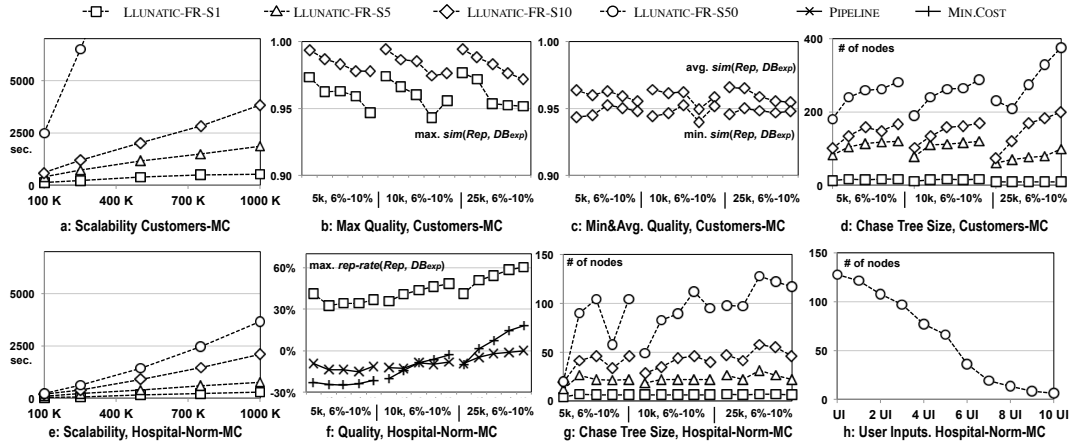 LLUNATIC-FR-S1 LLUNATIC-FR-S5 LLUNATIC-FR-S10 LLUNATIC-FR-S50 PIPELINE MIN.COST
5000
2500
sec.
0
100 K 400 K 700 K 1000 K
a: Scalability Customers-MC
1.00
0.95
0.90
max. sim(Rep, DBexp)
5k, 6%-10% 10k, 6%-10% 25k, 6%-10%
b: Max Quality, Customers-MC
1.00
0.95
0.90
avg. sim(Rep, DBexp)
min. sim(Rep, DBexp)
5k, 6%-10% 10k, 6%-10% 25k, 6%-10%
c: Min&Avg. Quality, Customers-MC
400
300
200
100
0
# of nodes
5k, 6%-10% 10k, 6%-10% 25k, 6%-10%
d: Chase Tree Size, Customers-MC
5000
2500
sec.
0
100 K 400 K 700 K 1000 K
e: Scalability, Hospital-Norm-MC
60%
30%
0%
-30%
max. rep-rate(Rep, DBexp)
5k, 6%-10% 10k, 6%-10% 25k, 6%-10%
f: Quality, Hospital-Norm-MC
150
100
50
0
# of nodes
5k, 6%-10% 10k, 6%-10% 25k, 6%-10%
g: Chase Tree Size, Hospital-Norm-MC
150
100
50
0
# of nodes
0 UI 2 UI 4 UI 6 UI 8 UI 10 UI
h: User Inputs. Hospital-Norm-MC